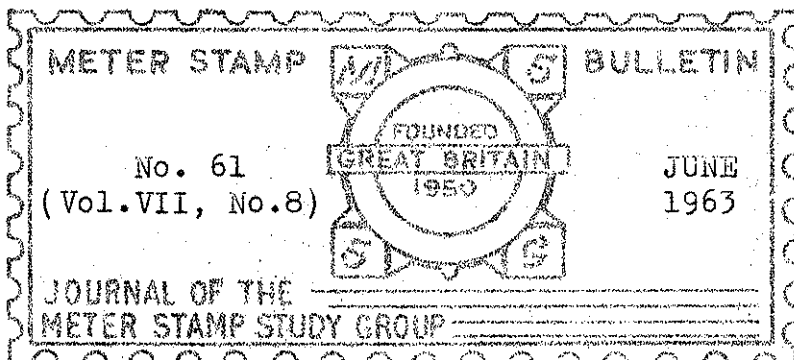 METER STAMP BULLETIN
M S
No. 61
(Vol.VII, No.8)
FOUNDED
GREAT BRITAIN
1950
JUNE
1963
S G
JOURNAL OF THE
METER STAMP STUDY GROUP